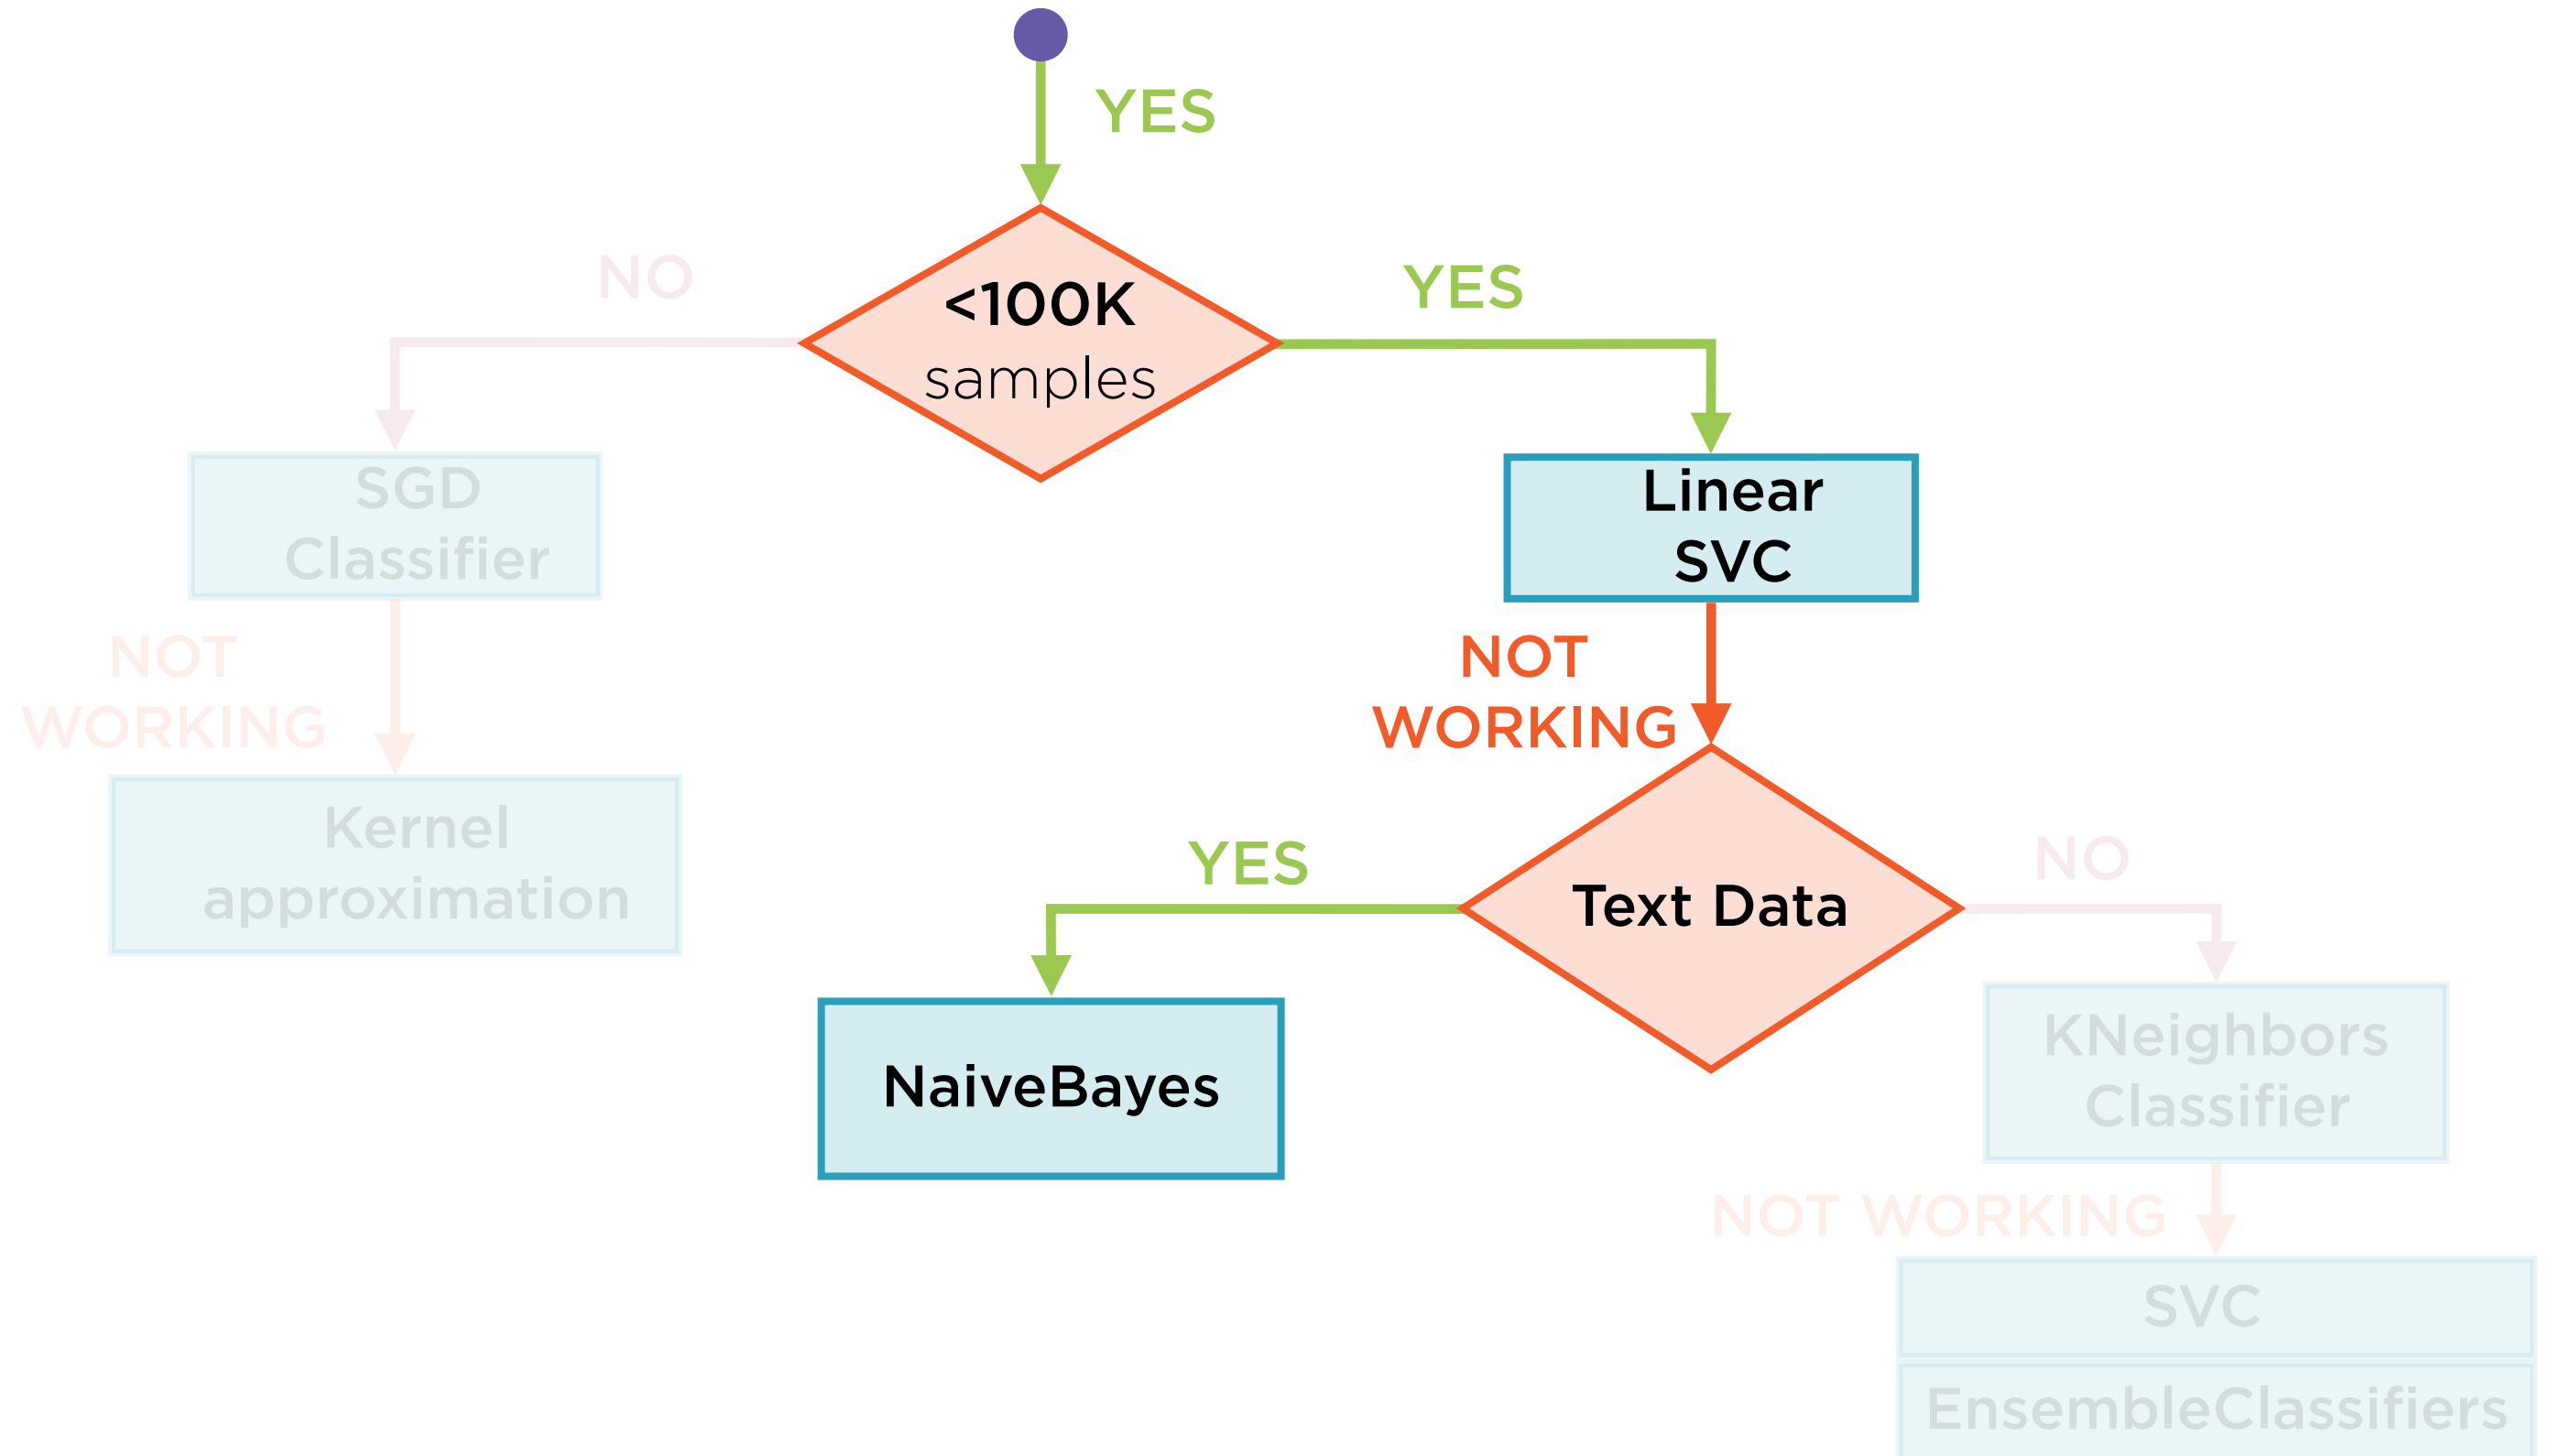 YES
NO
<100K
samples
YES
SGD
Classifier
Linear
SVC
NOT
WORKING
NOT
WORKING
Kernel
approximation
YES
Text Data
NO
NaiveBayes
KNeighbors
Classifier
NOT WORKING
SVC
EnsembleClassifiers